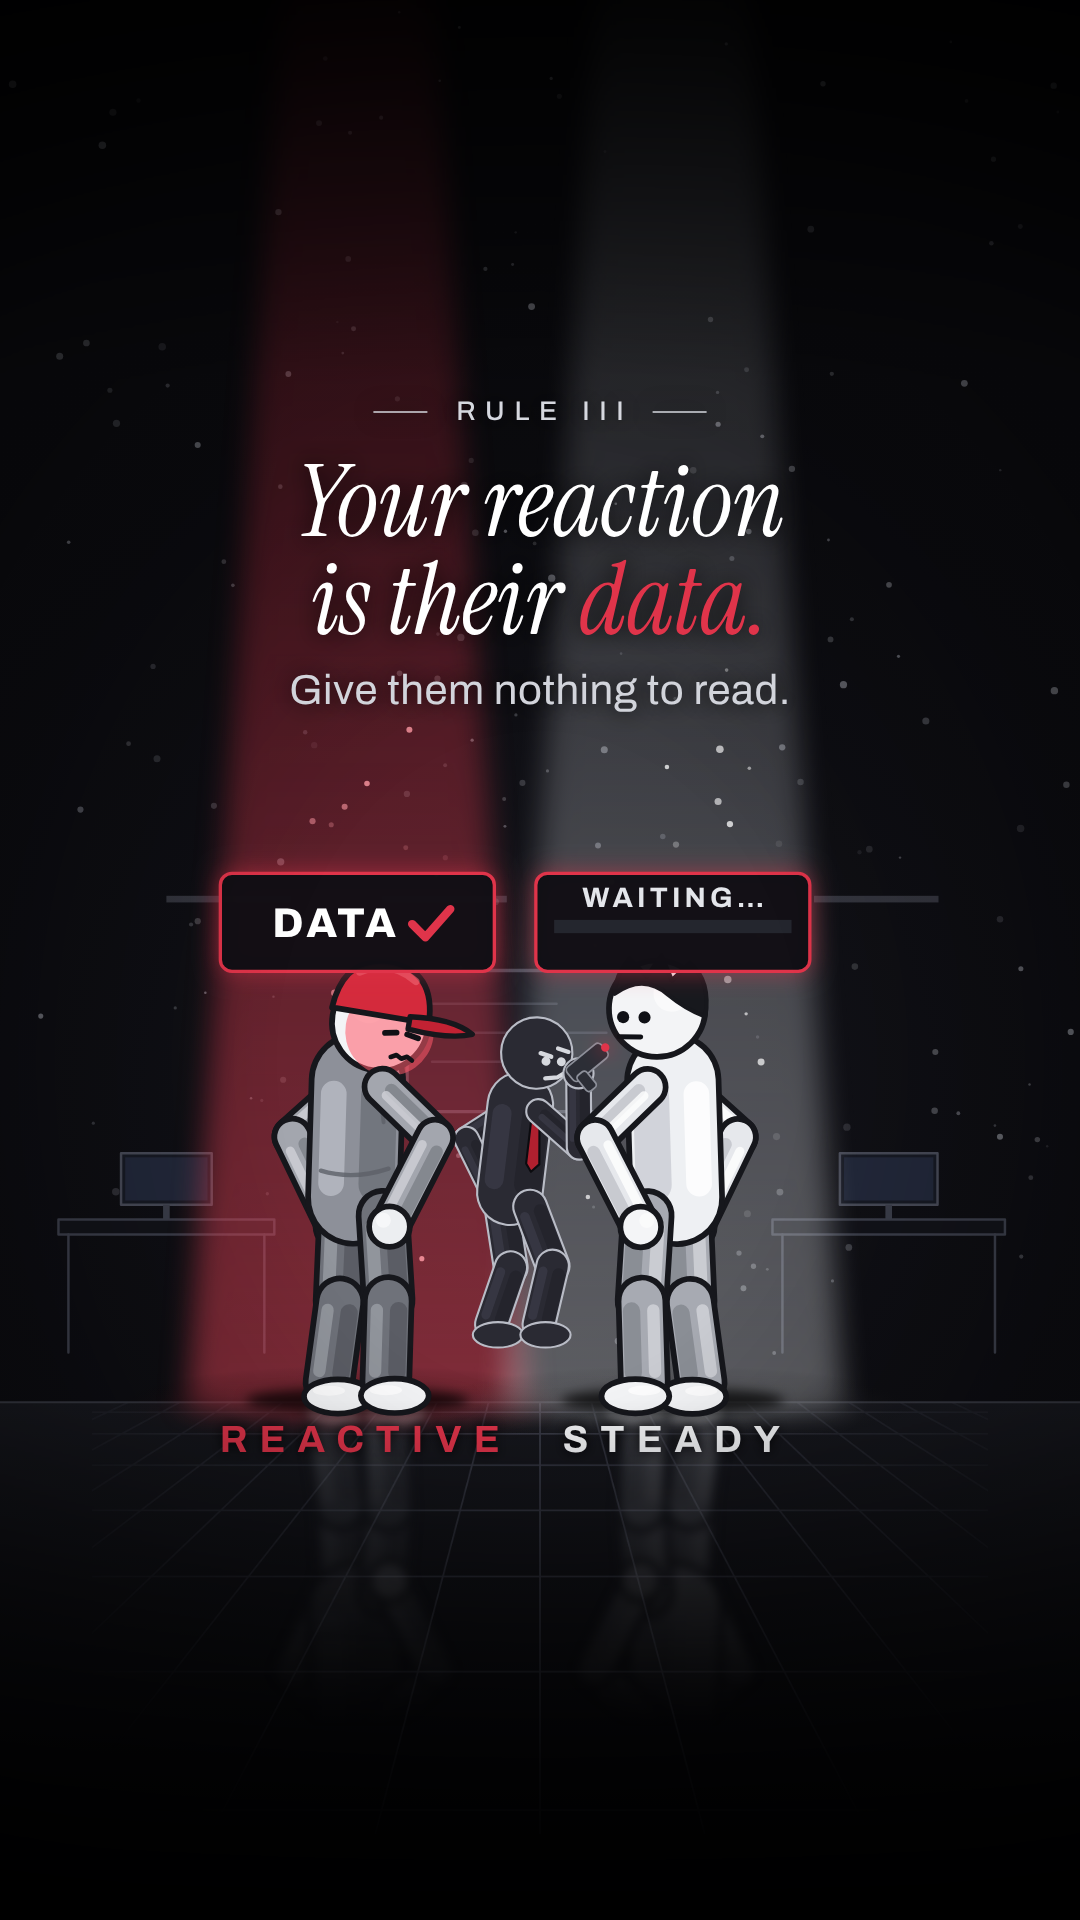 RULE III
Your reaction
is their data.
Give them nothing to read.
DATA
WAITING...
REACTIVE
STEADY